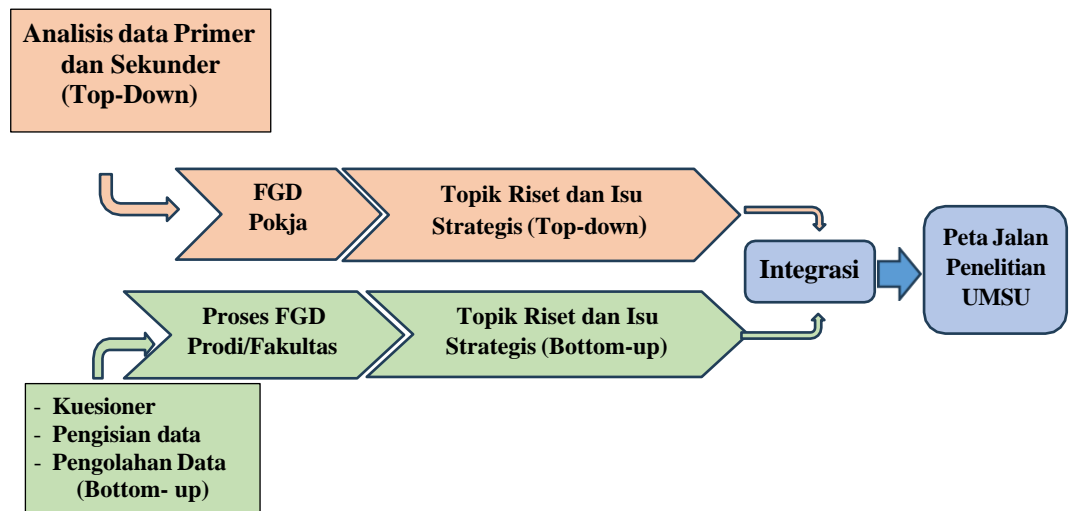 Analisis data Primer
dan Sekunder
(Top-Down)
FGD
Pokja
Topik Riset dan Isu
Strategis (Top-down)
Integrasi
Peta Jalan
Penelitian
UMSU
Proses FGD
Prodi/Fakultas
Topik Riset dan Isu
Strategis (Bottom-up)
- Kuesioner
- Pengisian data
- Pengolahan Data
(Bottom- up)